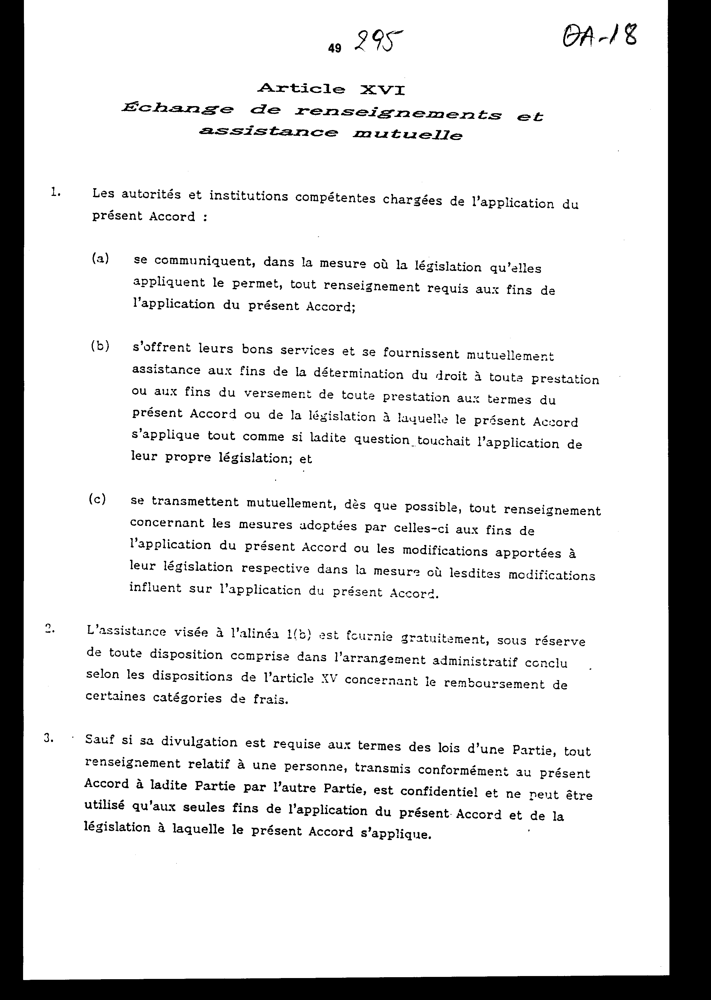 49 295
OA-18
Article XVI
Échange de renseignements et
assistance mutuelle
1. Les autorités et institutions compétentes chargées de l'application du
présent Accord :
(a) se communiquent, dans la mesure où la législation qu'elles
appliquent le permet, tout renseignement requis aux fins de
l'application du présent Accord;
(b) s'offrent leurs bons services et se fournissent mutuellement
assistance aux fins de la détermination du droit à toute prestation
ou aux fins du versement de toute prestation aux termes du
présent Accord ou de la législation à laquelle le présent Accord
s'applique tout comme si ladite question touchait l'application de
leur propre législation; et
(c) se transmettent mutuellement, dès que possible, tout renseignement
concernant les mesures adoptées par celles-ci aux fins de
l'application du présent Accord ou les modifications apportées à
leur législation respective dans la mesure où lesdites modifications
influent sur l'application du présent Accord.
2. L'assistance visée à l'alinéa 1(b) est fournie gratuitement, sous réserve
de toute disposition comprise dans l'arrangement administratif conclu
selon les dispositions de l'article XV concernant le remboursement de
certaines catégories de frais.
3. Sauf si sa divulgation est requise aux termes des lois d'une Partie, tout
renseignement relatif à une personne, transmis conformément au présent
Accord à ladite Partie par l'autre Partie, est confidentiel et ne peut être
utilisé qu'aux seules fins de l'application du présent Accord et de la
législation à laquelle le présent Accord s'applique.